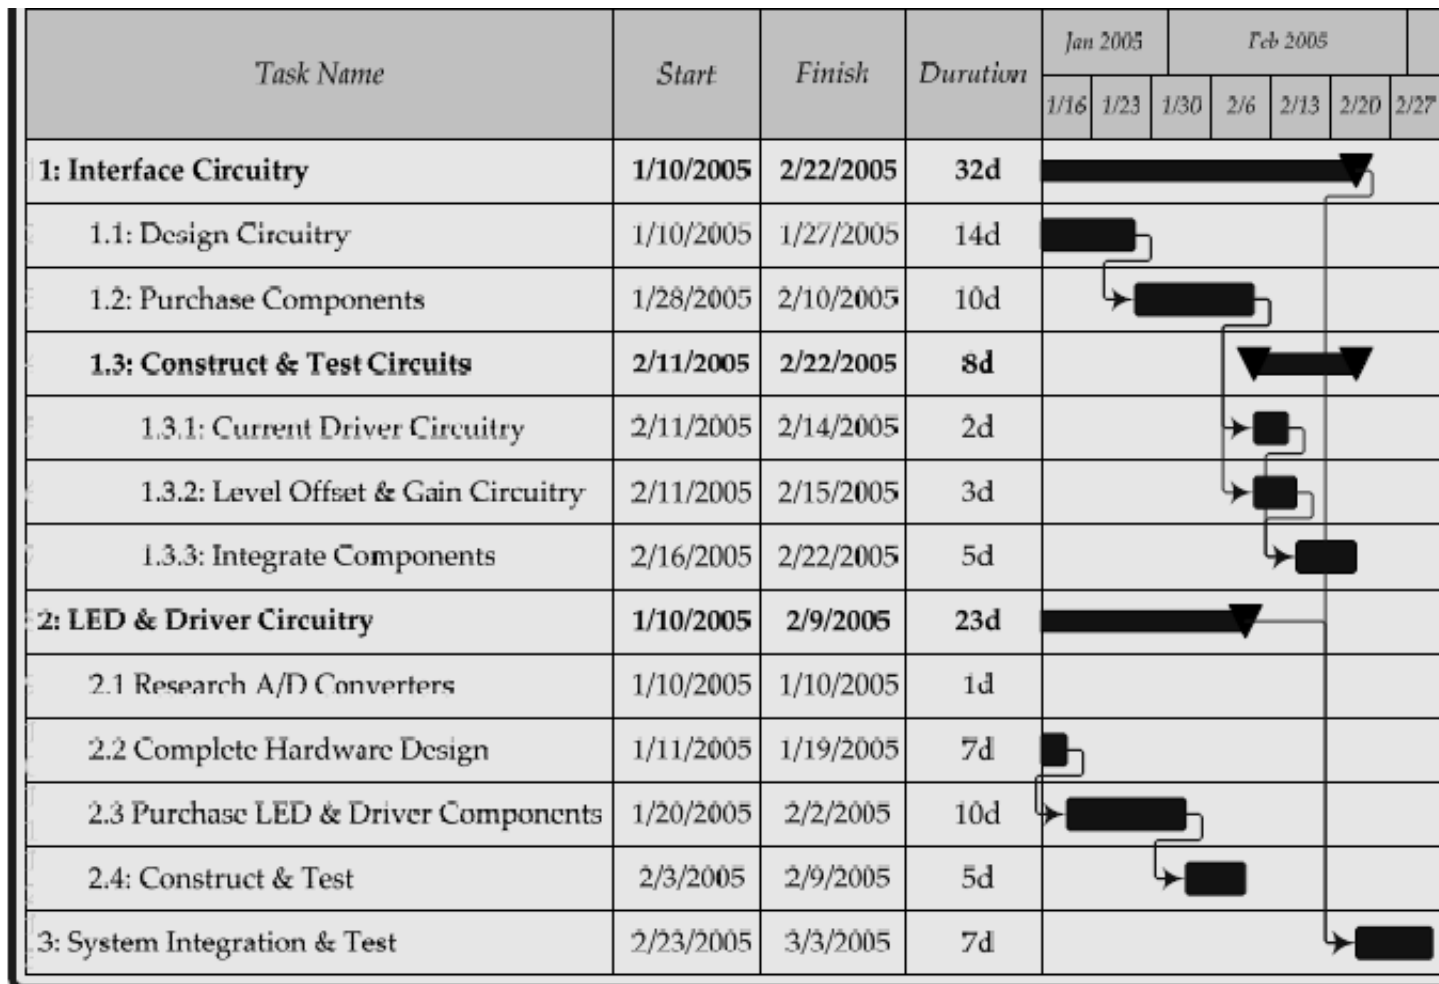 Task Name Start Finish Duration Jan 2005 Feb 2005
1/16 1/23 1/30 2/6 2/13 2/20 2/27
1: Interface Circuitry 1/10/2005 2/22/2005 32d
1.1: Design Circuitry 1/10/2005 1/27/2005 14d
1.2: Purchase Components 1/28/2005 2/10/2005 10d
1.3: Construct & Test Circuits 2/11/2005 2/22/2005 8d
1.3.1: Current Driver Circuitry 2/11/2005 2/14/2005 2d
1.3.2: Level Offset & Gain Circuitry 2/11/2005 2/15/2005 3d
1.3.3: Integrate Components 2/16/2005 2/22/2005 5d
2: LED & Driver Circuitry 1/10/2005 2/9/2005 23d
2.1 Research A/D Converters 1/10/2005 1/10/2005 1d
2.2 Complete Hardware Design 1/11/2005 1/19/2005 7d
2.3 Purchase LED & Driver Components 1/20/2005 2/2/2005 10d
2.4: Construct & Test 2/3/2005 2/9/2005 5d
3: System Integration & Test 2/23/2005 3/3/2005 7d